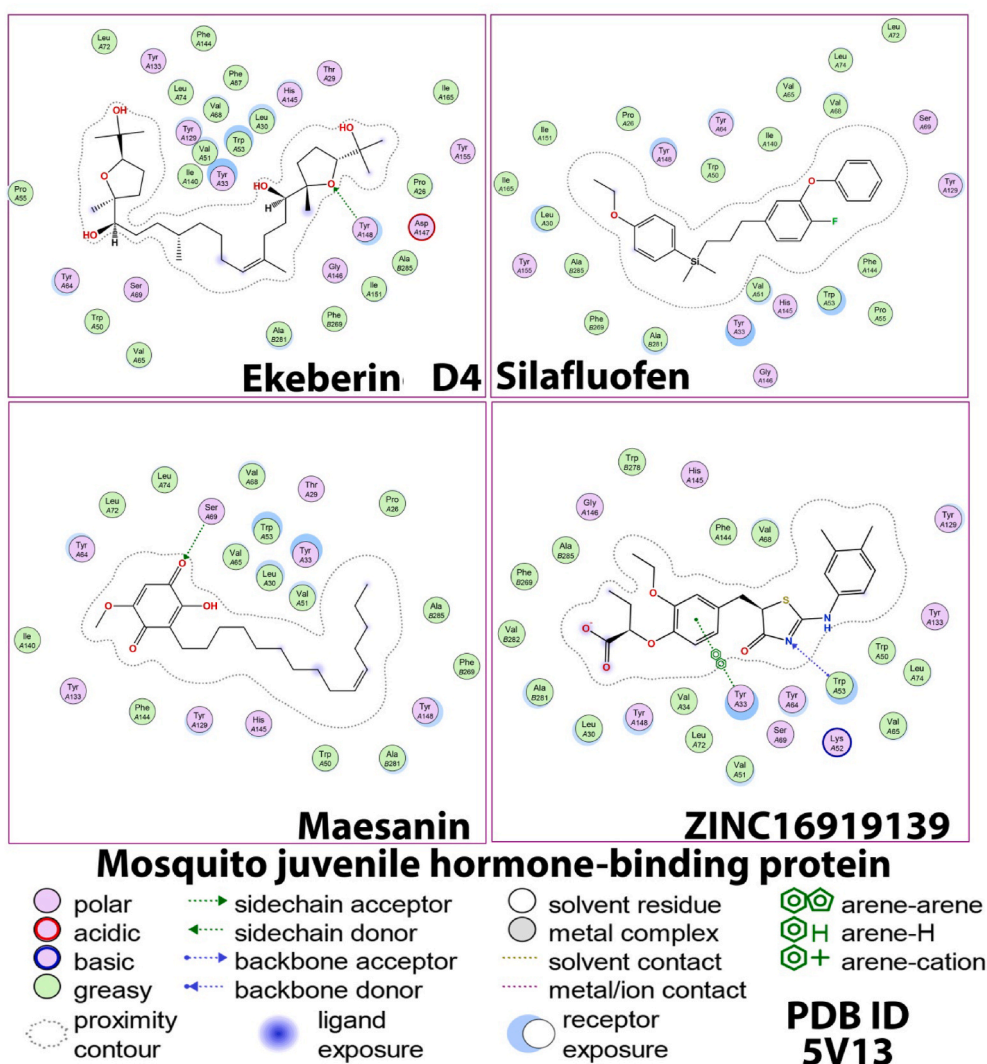 Leu
A72
Phe
A144
Tyr
A133
Thr
A29
Leu
A74
Phe
A87
His
A145
Ile
A165
Val
A68
Leu
A30
OH
Tyr
A129
Trp
A53
HO
Val
A51
Tyr
A155
Ile
A140
Tyr
A33
O
O
Pro
A26
Pro
A55
HO
H
HO
H
Tyr
A148
Asp
A147
Tyr
A64
Ser
A69
Gly
A146
Ala
B285
Ile
A151
Trp
A50
Val
A65
Ala
B281
Phe
B269
Ekeberin D4
Leu
A72
Leu
A74
Val
A65
Val
A68
Pro
A26
Tyr
A64
Ser
A69
Ile
A151
Tyr
A148
Ile
A140
Trp
A50
Ile
A165
O
Tyr
A129
Leu
A30
O
F
Tyr
A155
Ala
B285
Si
Phe
A144
Val
A51
His
A145
Trp
A53
Pro
A55
Phe
B269
Ala
B281
Tyr
A33
Gly
A146
Silafluofen
Leu
A74
Val
A68
Thr
A29
Leu
A72
Ser
A69
Pro
A26
Tyr
A64
Trp
A53
Tyr
A33
Val
A65
Leu
A30
Val
A51
O
O
OH
O
Ala
B285
Ile
A140
Phe
B269
Tyr
A133
Phe
A144
Tyr
A129
His
A145
Tyr
A148
Trp
A50
Ala
B281
Maesanin
Trp
B278
His
A145
Gly
A146
Tyr
A129
Phe
A144
Val
A68
Ala
B285
Phe
B269
O
S
O-
O
O
O
N
N
H
Tyr
A133
Val
B282
Trp
A50
Leu
A74
Ala
B281
Val
A34
Tyr
A33
Tyr
A64
Trp
A53
Leu
A30
Tyr
A148
Leu
A72
Ser
A69
Lys
A52
Val
A65
Val
A51
ZINC16919139
Mosquito juvenile hormone-binding protein
polar
acidic
basic
greasy
proximity
contour
sidechain acceptor
sidechain donor
backbone acceptor
backbone donor
ligand
exposure
solvent residue
metal complex
solvent contact
metal/ion contact
receptor
exposure
arene-arene
H arene-H
+ arene-cation
PDB ID
5V13